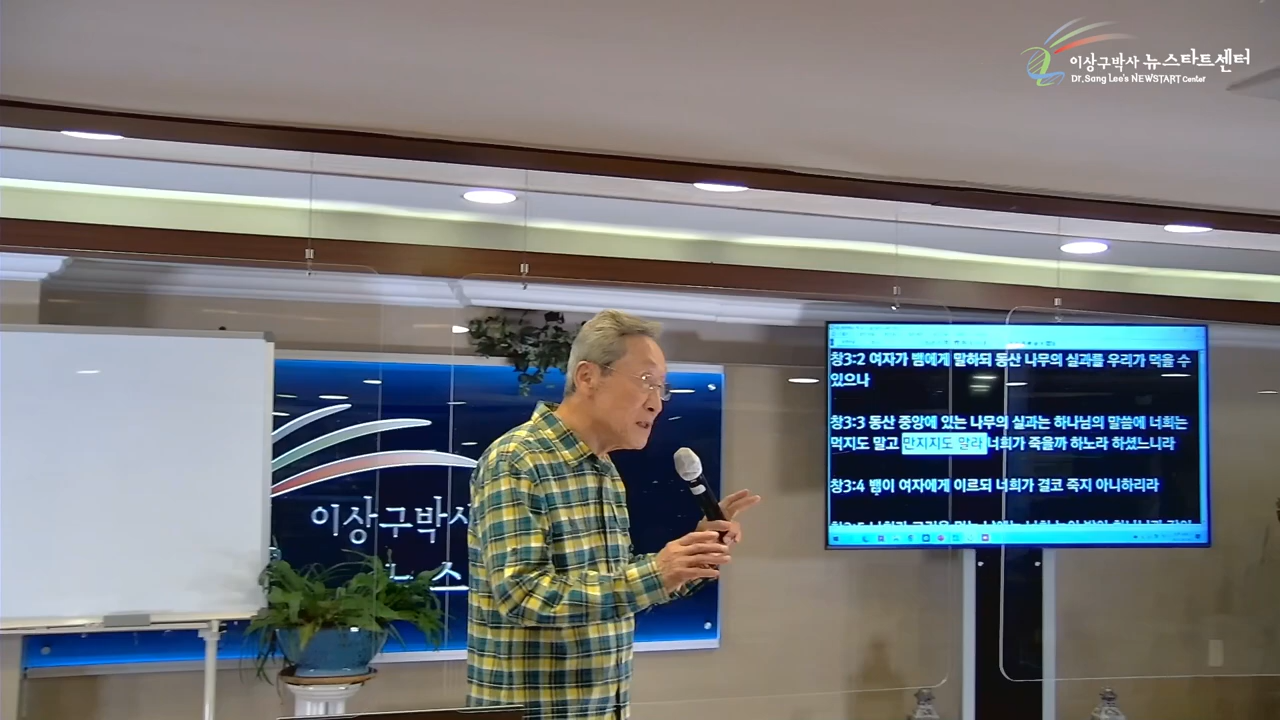 이상구박사 뉴스타트센터
Dr. Sang Lee's NEWSTART Center
창3:2 여자가 뱀에게 말하되 동산 나무의 실과를 우리가 먹을 수
있으나
창3:3 동산 중앙에 있는 나무의 실과는 하나님의 말씀에 너희는
먹지도 말고 만지지도 말라 너희가 죽을까 하노라 하셨느니라
창3:4 뱀이 여자에게 이르되 너희가 결코 죽지 아니하리라
이상구박사
뉴스